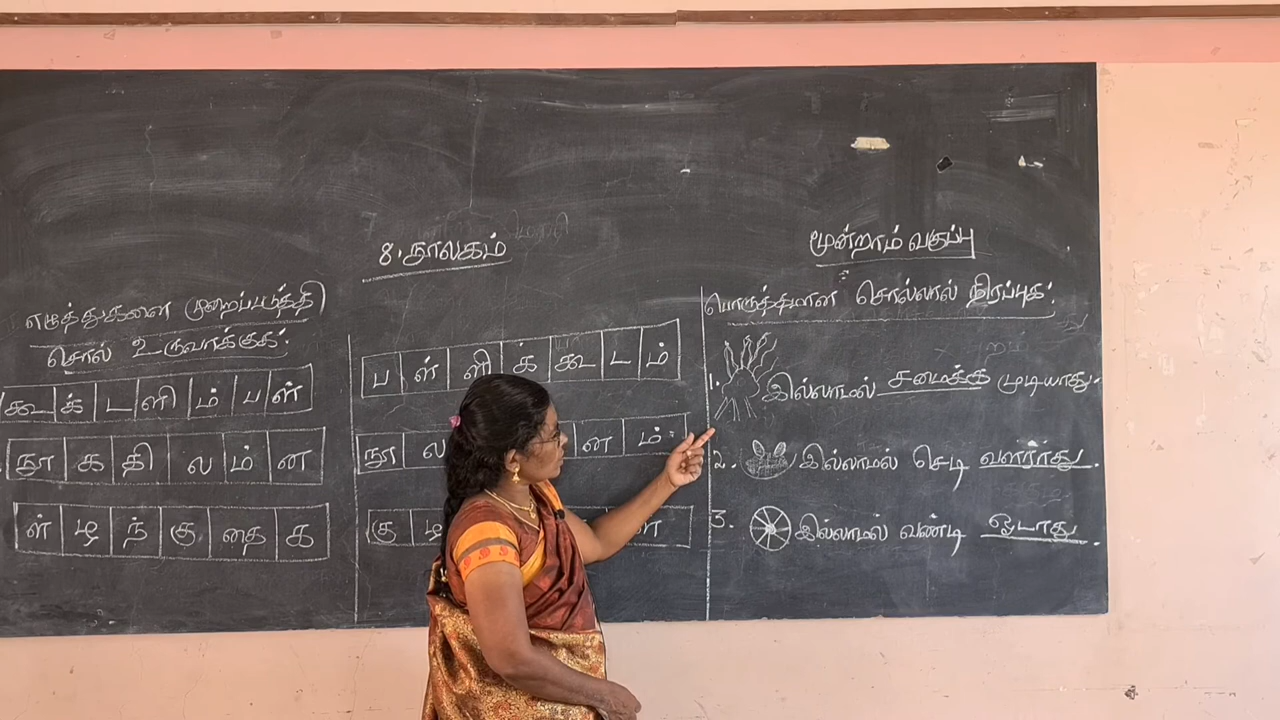 8. நூலகம்
மூன்றாம் வகுப்பு
எழுத்துகளை முறைப்படுத்தி
சொல் உருவாக்குக.
கூ க் ட ளி ம் ப ள்
நூ க தி ல ம் ன
ள் ழ ந் கு தை க
ப ள் ளி க் கூ ட ம்
நூ ல ன ம்
கு ழ
பொருத்தமான சொல்லால் நிரப்புக.
1. இல்லாமல் சமைக்க முடியாது.
2. இல்லாமல் செடி வளராது.
3. இல்லாமல் வண்டி ஓடாது.